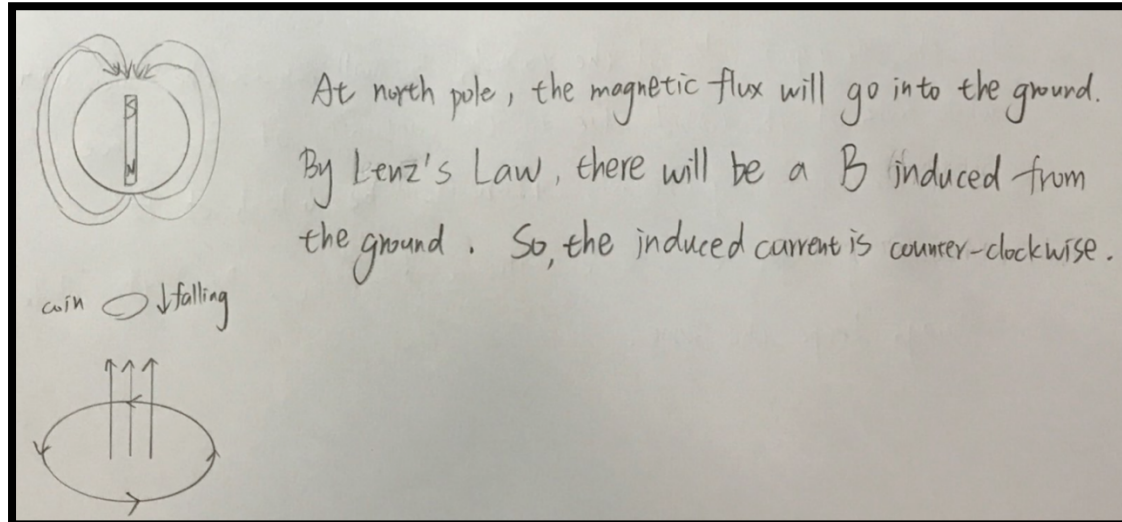 S
N
At north pole, the magnetic flux will go into the ground.
By Lenz's Law, there will be a B induced from
the ground. So, the induced current is counter-clockwise.
coin ↓falling